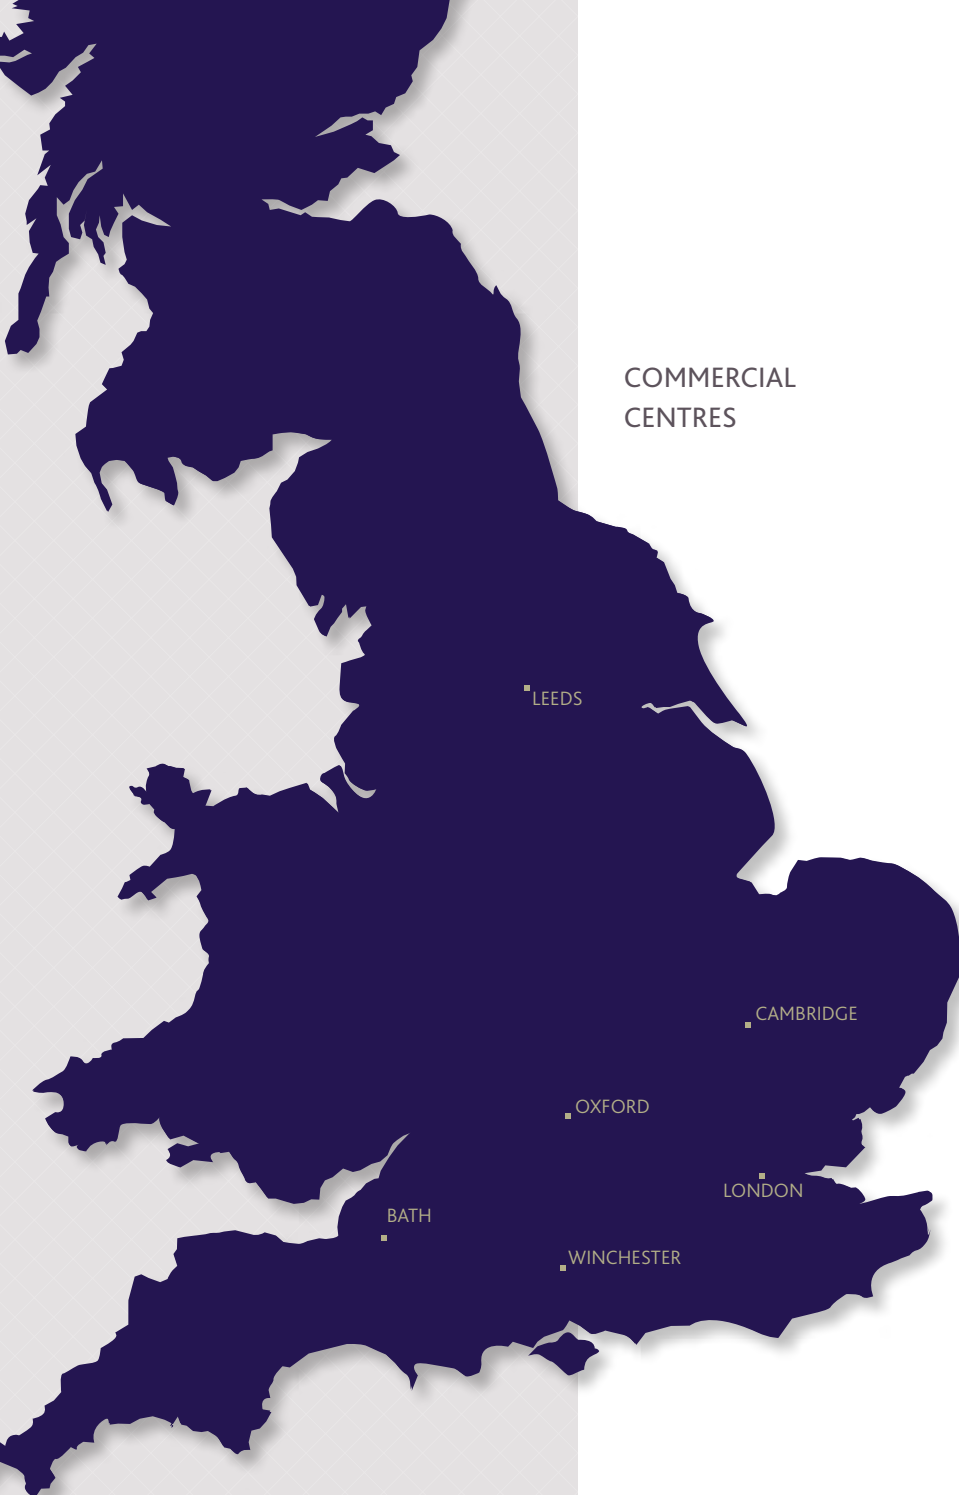 COMMERCIAL
CENTRES
LEEDS
CAMBRIDGE
OXFORD
LONDON
BATH
WINCHESTER